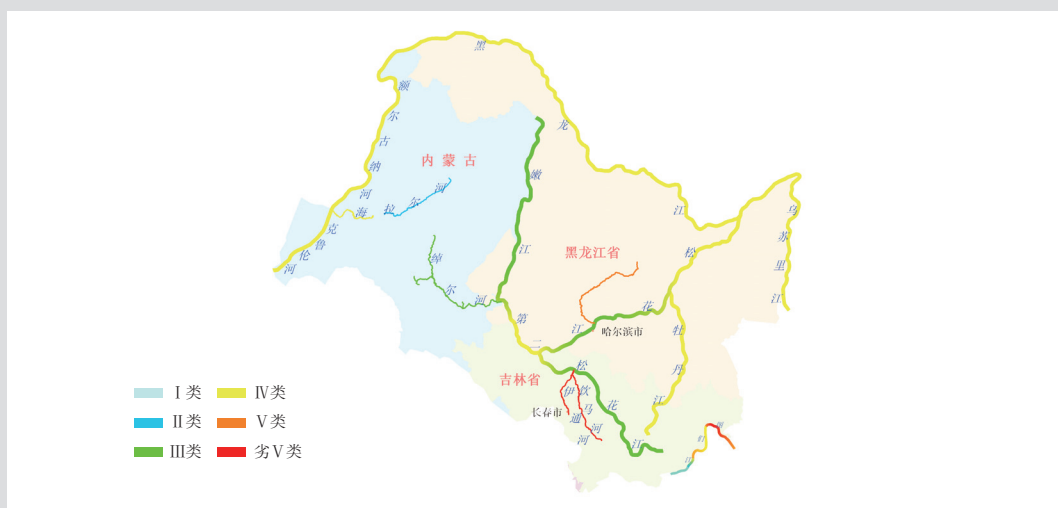 黑
额尔古纳河
龙
内蒙古
嫩
海拉尔河
江
乌苏里江
克鲁伦河
江
黑龙江省
松
绰尔河
花
第
江
哈尔滨市
牡丹江
二
松花江
吉林省
伊通河
饮马河
长春市
图们江
Ⅰ类
Ⅳ类
Ⅱ类
Ⅴ类
Ⅲ类
劣Ⅴ类